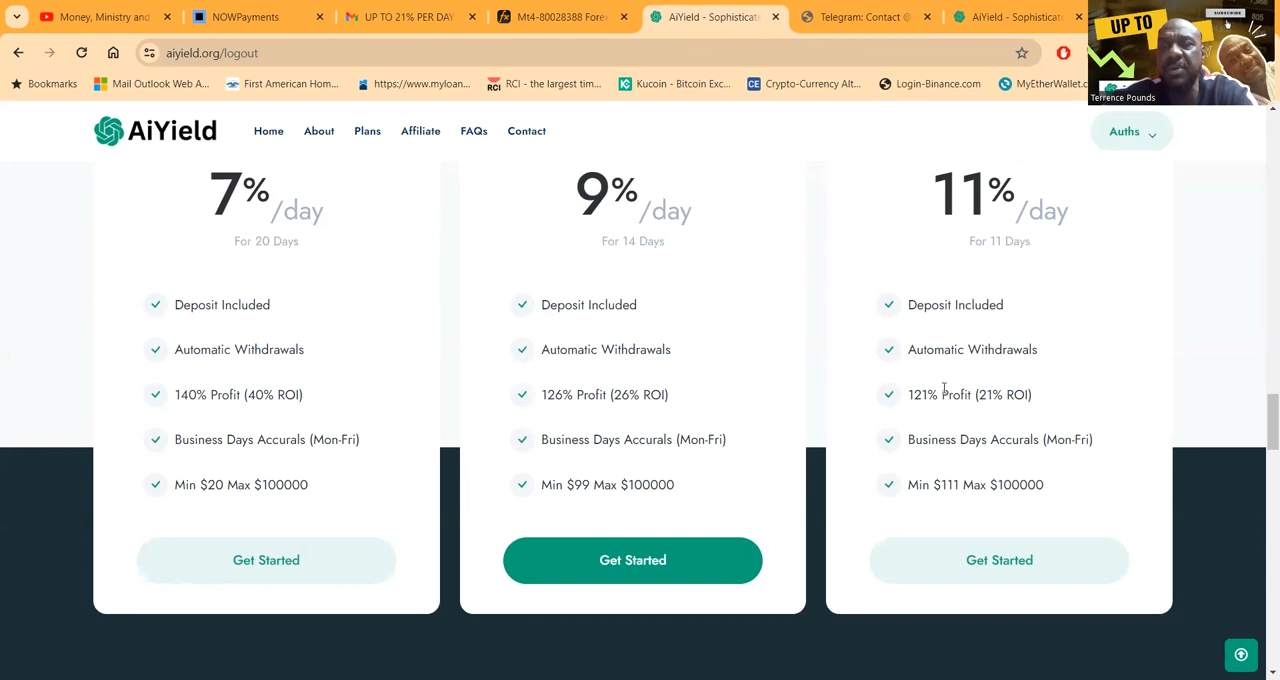 Money, Ministry and
NOWPayments
UP TO 21% PER DAY
Mt4-80028388 Forex
AiYield - Sophisticate
Telegram: Contact @
AiYield - Sophisticate
aiyield.org/logout
Bookmarks
Mail Outlook Web A...
First American Hom...
https://www.myloan...
RCI - the largest tim...
Kucoin - Bitcoin Exc...
Crypto-Currency Alt...
Login-Binance.com
MyEtherWallet.c
UP TO
SUBSCRIBE
805
Terrence Pounds
AiYield
Home
About
Plans
Affiliate
FAQs
Contact
Auths
7%/day
For 20 Days
Deposit Included
Automatic Withdrawals
140% Profit (40% ROI)
Business Days Accurals (Mon-Fri)
Min $20 Max $100000
Get Started
9%/day
For 14 Days
Deposit Included
Automatic Withdrawals
126% Profit (26% ROI)
Business Days Accurals (Mon-Fri)
Min $99 Max $100000
Get Started
11%/day
For 11 Days
Deposit Included
Automatic Withdrawals
121% Profit (21% ROI)
Business Days Accurals (Mon-Fri)
Min $111 Max $100000
Get Started